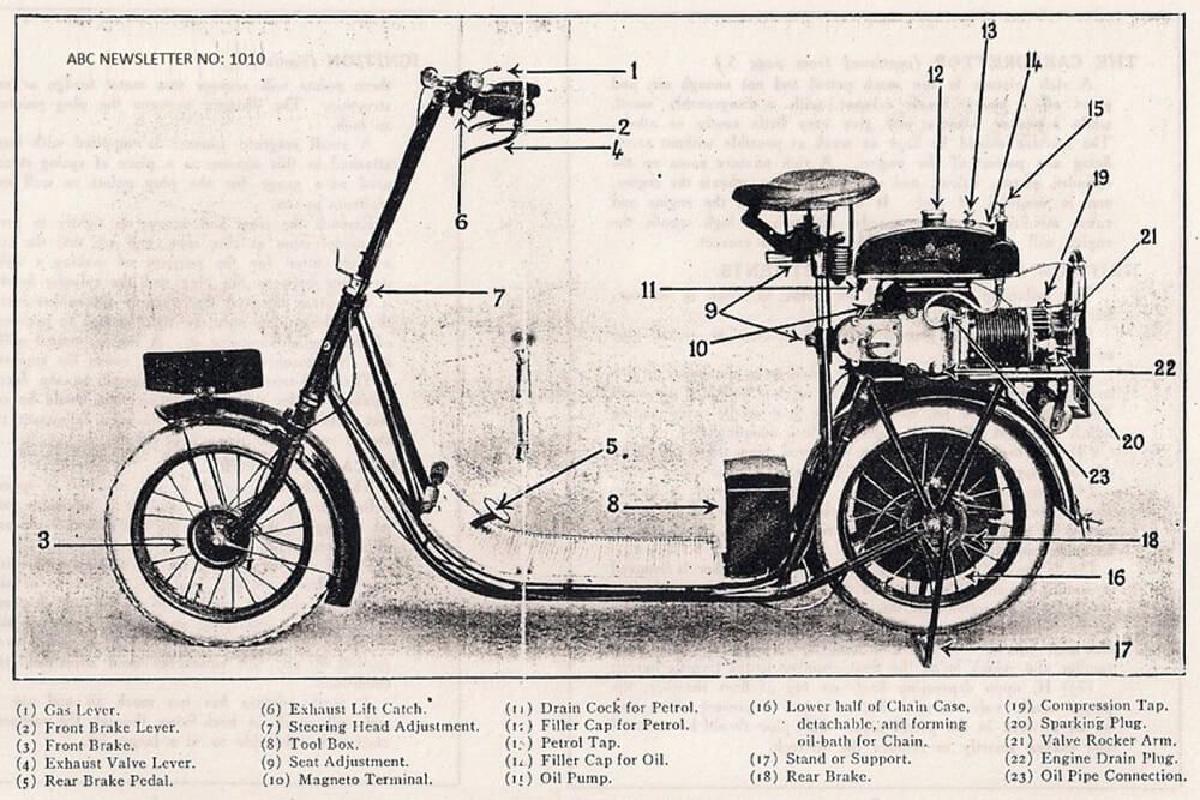 ABC NEWSLETTER NO: 1010
13
12
14
1
15
2
4
19
6
21
11
7
9
10
22
20
5.
23
8
3
18
16
17
(1) Gas Lever.
(2) Front Brake Lever.
(3) Front Brake.
(4) Exhaust Valve Lever.
(5) Rear Brake Pedal.
(6) Exhaust Lift Catch.
(7) Steering Head Adjustment.
(8) Tool Box.
(9) Seat Adjustment.
(10) Magneto Terminal.
(11) Drain Cock for Petrol.
(12) Filler Cap for Petrol.
(13) Petrol Tap.
(14) Filler Cap for Oil.
(15) Oil Pump.
(16) Lower half of Chain Case,
detachable, and forming
oil-bath for Chain.
(17) Stand or Support.
(18) Rear Brake.
(19) Compression Tap.
(20) Sparking Plug.
(21) Valve Rocker Arm.
(22) Engine Drain Plug.
(23) Oil Pipe Connection.